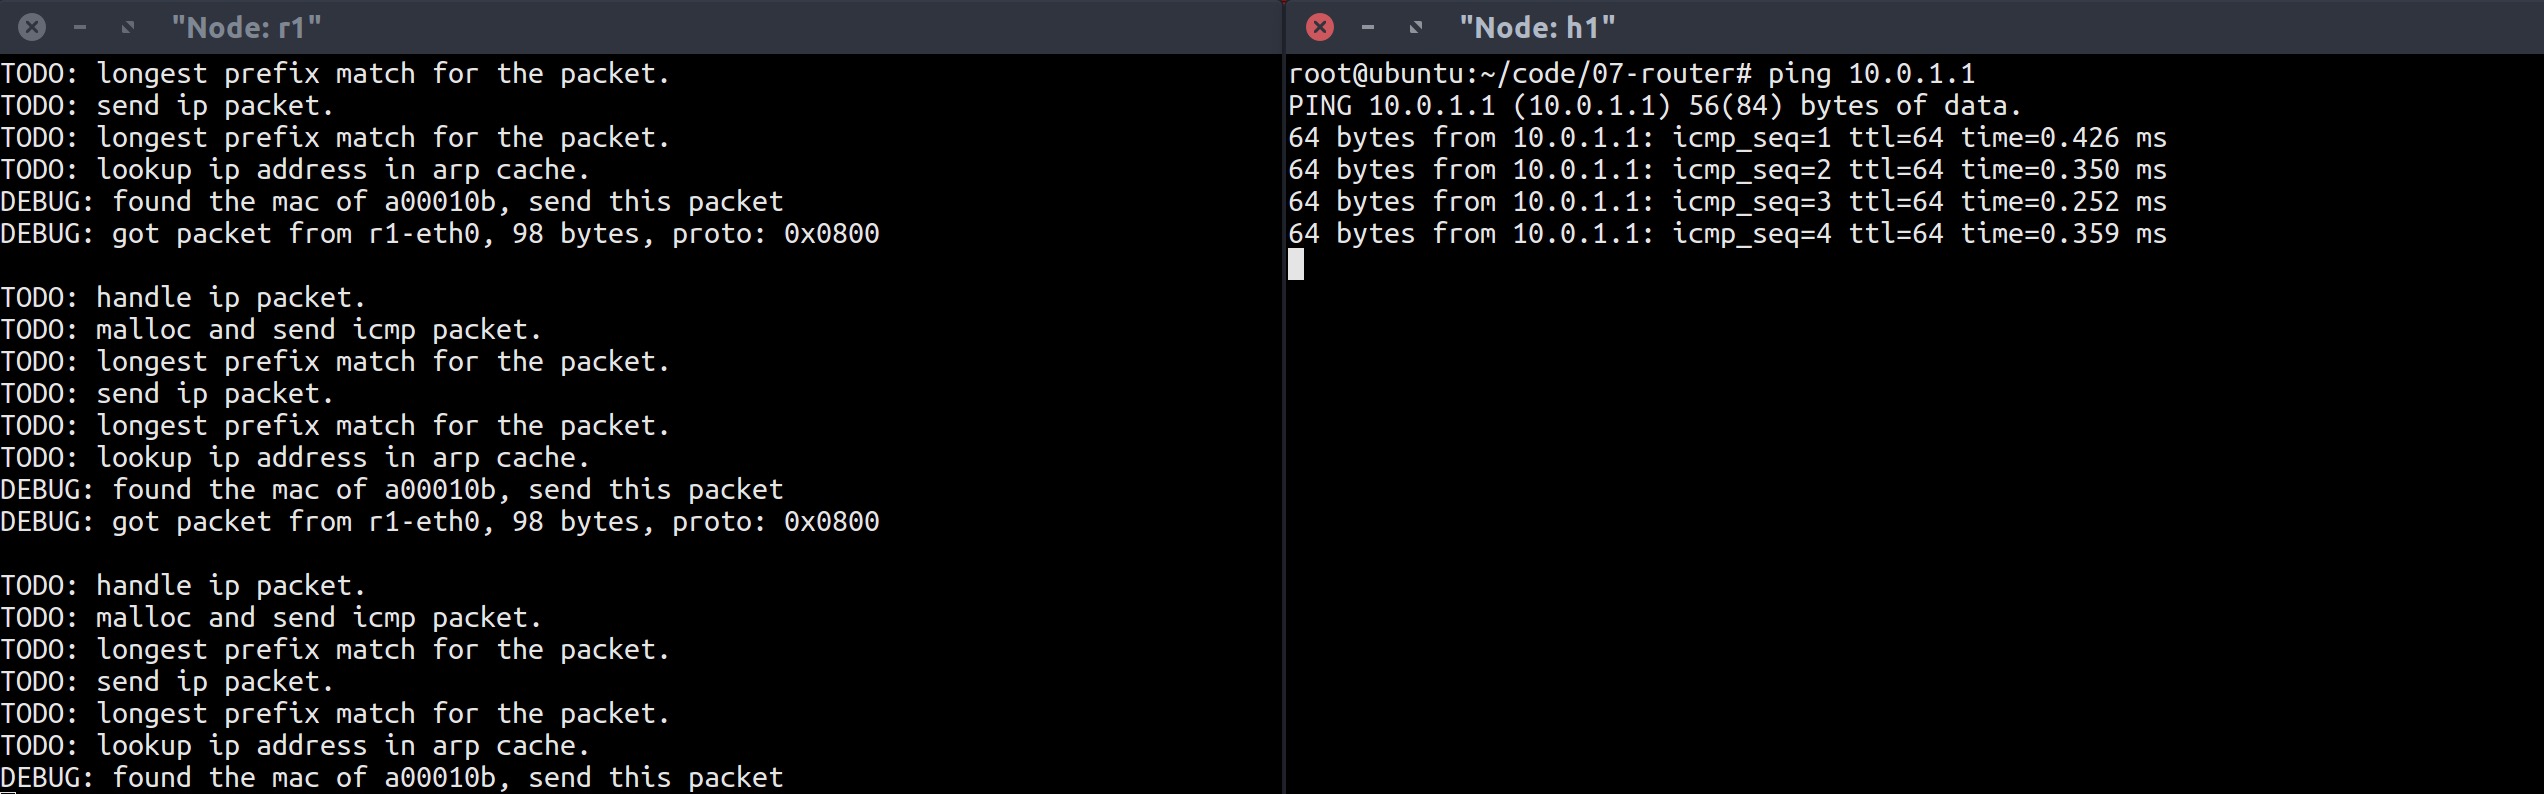 "Node: r1"
TODO: longest prefix match for the packet.
TODO: send ip packet.
TODO: longest prefix match for the packet.
TODO: lookup ip address in arp cache.
DEBUG: found the mac of a00010b, send this packet
DEBUG: got packet from r1-eth0, 98 bytes, proto: 0x0800
TODO: handle ip packet.
TODO: malloc and send icmp packet.
TODO: longest prefix match for the packet.
TODO: send ip packet.
TODO: longest prefix match for the packet.
TODO: lookup ip address in arp cache.
DEBUG: found the mac of a00010b, send this packet
DEBUG: got packet from r1-eth0, 98 bytes, proto: 0x0800
TODO: handle ip packet.
TODO: malloc and send icmp packet.
TODO: longest prefix match for the packet.
TODO: send ip packet.
TODO: longest prefix match for the packet.
TODO: lookup ip address in arp cache.
DEBUG: found the mac of a00010b, send this packet
"Node: h1"
root@ubuntu:~/code/07-router# ping 10.0.1.1
PING 10.0.1.1 (10.0.1.1) 56(84) bytes of data.
64 bytes from 10.0.1.1: icmp_seq=1 ttl=64 time=0.426 ms
64 bytes from 10.0.1.1: icmp_seq=2 ttl=64 time=0.350 ms
64 bytes from 10.0.1.1: icmp_seq=3 ttl=64 time=0.252 ms
64 bytes from 10.0.1.1: icmp_seq=4 ttl=64 time=0.359 ms